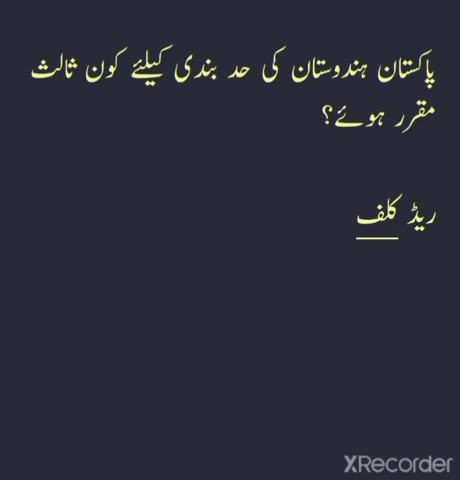 پاکستان ہندوستان کی حد بندی کیلئے کون ثالث
مقرر ہوئے؟
ریڈ کلف
XRecorder